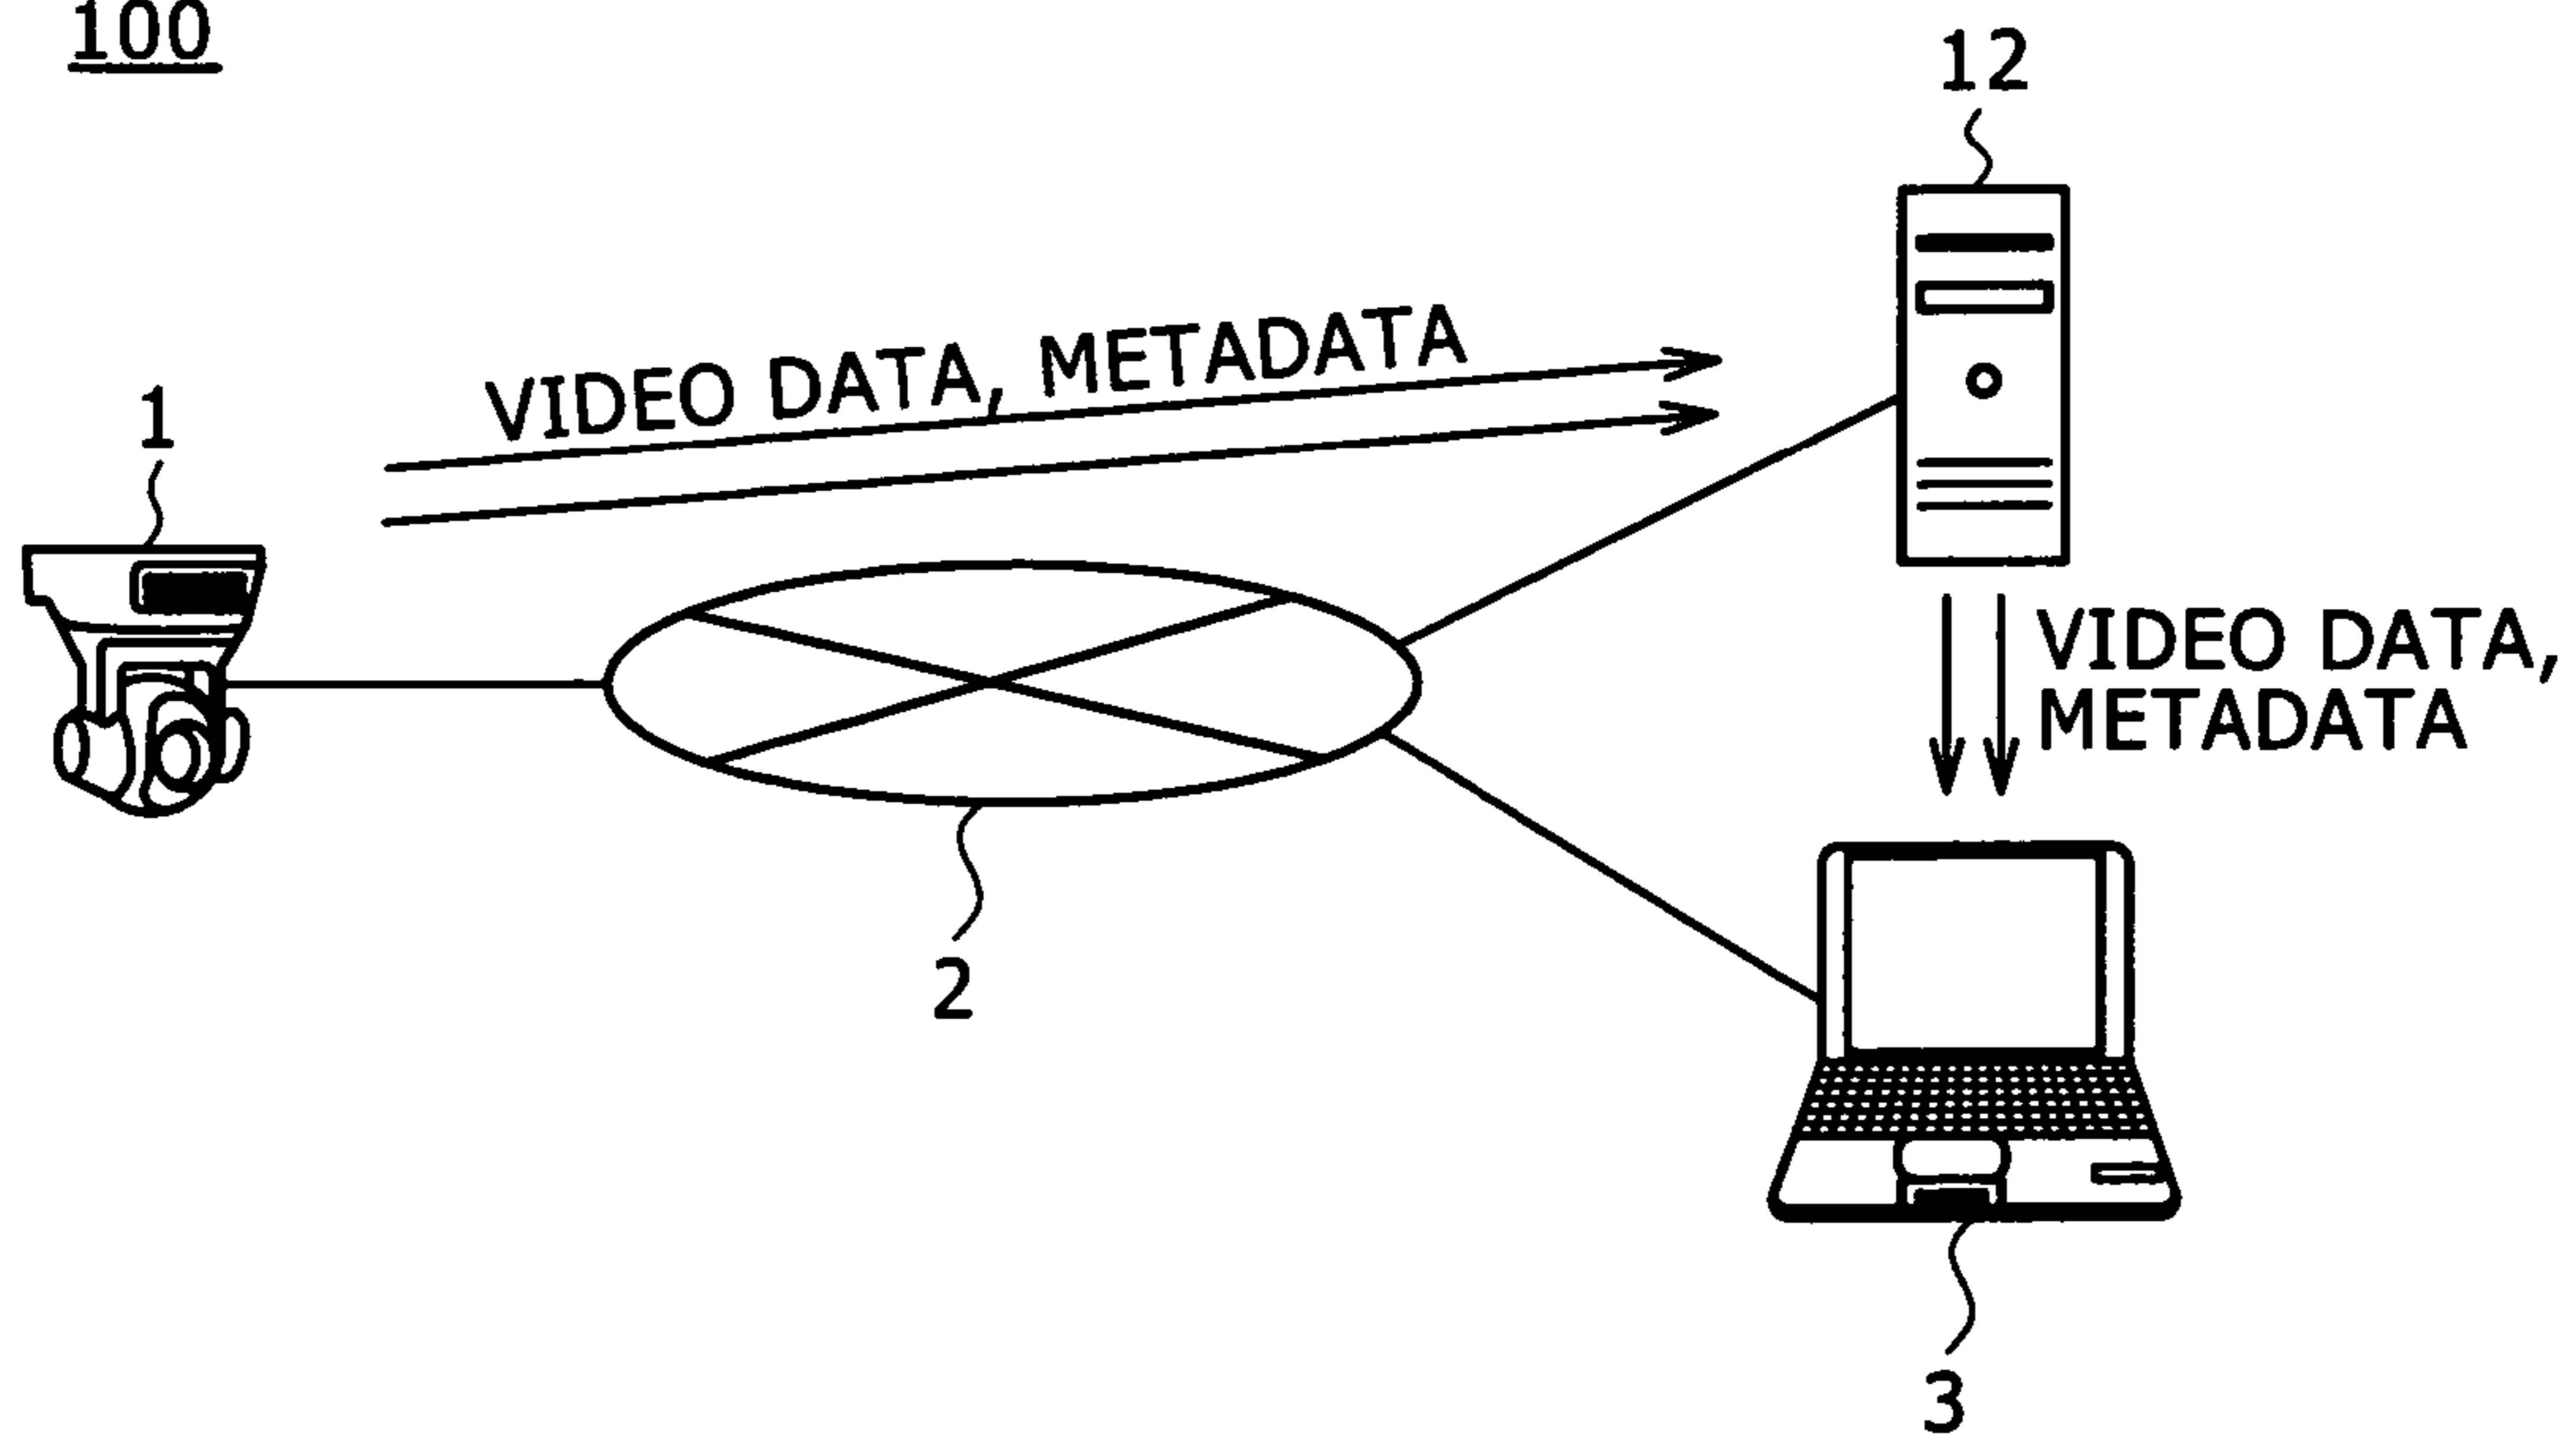 100
12
VIDEO DATA, METADATA
1
VIDEO DATA,
METADATA
2
3